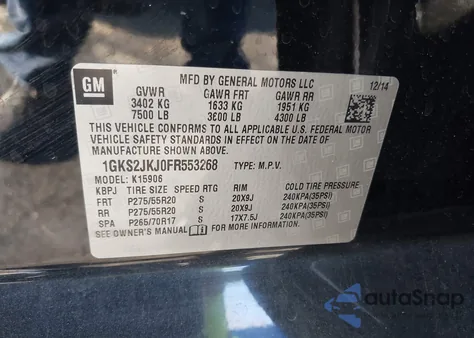 GM
MFD BY GENERAL MOTORS LLC
12/14
GVWR GAWR FRT GAWR RR
3402 KG 1633 KG 1951 KG
7500 LB 3600 LB 4300 LB
THIS VEHICLE CONFORMS TO ALL APPLICABLE U.S. FEDERAL MOTOR
VEHICLE SAFETY STANDARDS IN EFFECT ON THE DATE OF
MANUFACTURE SHOWN ABOVE.
1GKS2JKJ0FR553268 TYPE: M.P.V.
MODEL: K15906
KBPJ TIRE SIZE SPEED RTG RIM COLD TIRE PRESSURE
FRT P275/55R20 S 20X9J 240KPA(35PSI)
RR P275/55R20 S 20X9J 240KPA(35PSI)
SPA P265/70R17 S 17X7.5J 240KPA(35PSI)
SEE OWNER'S MANUAL FOR ADDITIONAL INFORMATION.
autoSnap